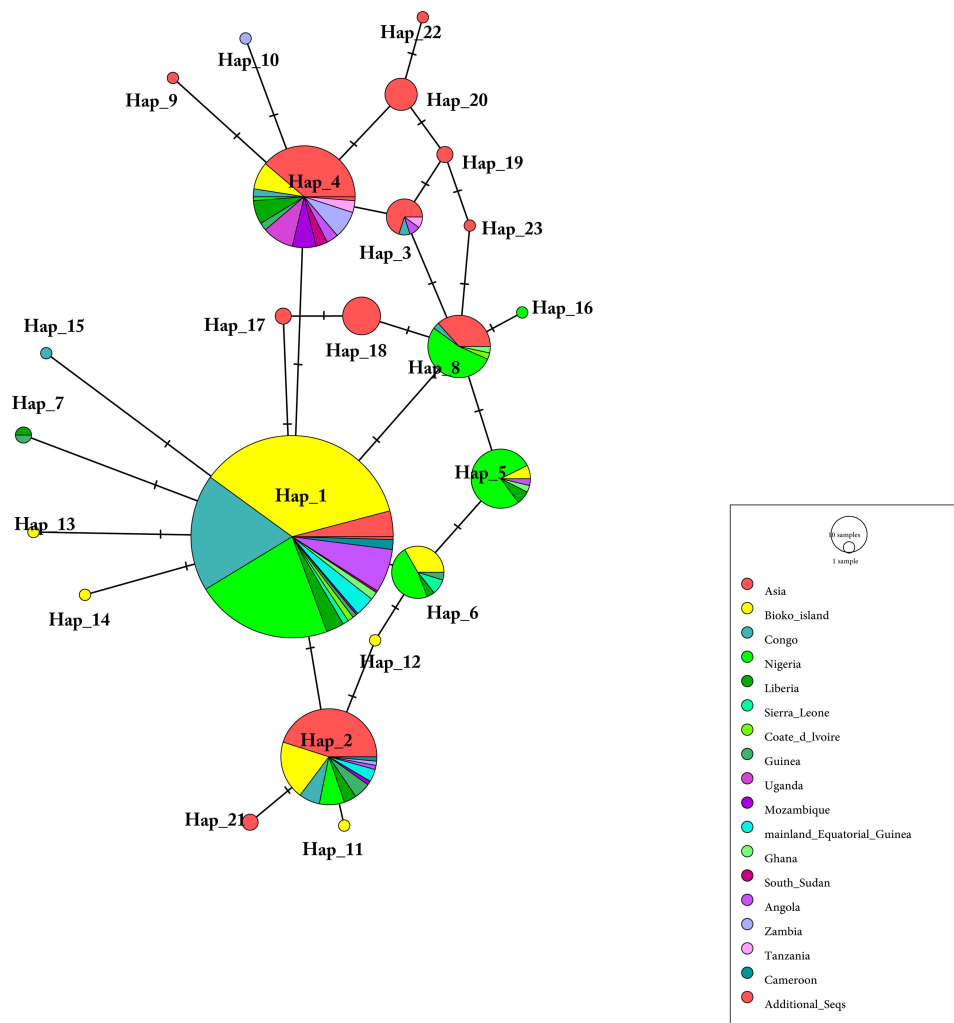 Hap_22
Hap_10
Hap_9
Hap_20
Hap_19
Hap_4
Hap_23
Hap_3
Hap_16
Hap_17
Hap_15
Hap_18
Hap_8
Hap_7
Hap_5
Hap_1
Hap_13
Hap_6
Hap_14
Hap_12
Hap_2
Hap_21
Hap_11
10 samples
1 sample
Asia
Bioko_island
Congo
Nigeria
Liberia
Sierra_Leone
Coate_d_lvoire
Guinea
Uganda
Mozambique
mainland_Equatorial_Guinea
Ghana
South_Sudan
Angola
Zambia
Tanzania
Cameroon
Additional_Seqs